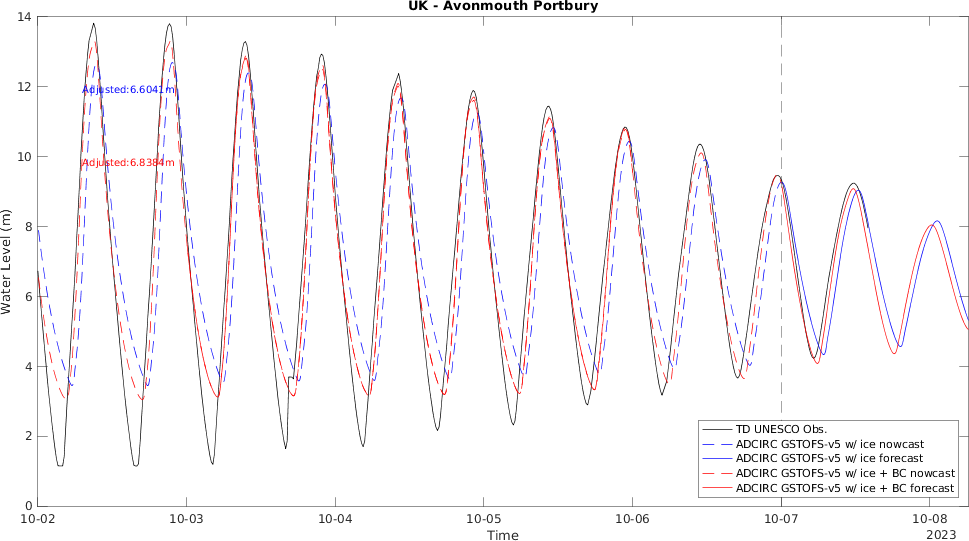 UK - Avonmouth Portbury
14
12
10
8
6
4
2
0
Water Level (m)
Adjusted:6.6041m
Adjusted:6.8384m
TD UNESCO Obs.
ADCIRC GSTOFS-v5 w/ ice nowcast
ADCIRC GSTOFS-v5 w/ ice forecast
ADCIRC GSTOFS-v5 w/ ice + BC nowcast
ADCIRC GSTOFS-v5 w/ ice + BC forecast
10-02 10-03 10-04 10-05 10-06 10-07 10-08
Time 2023